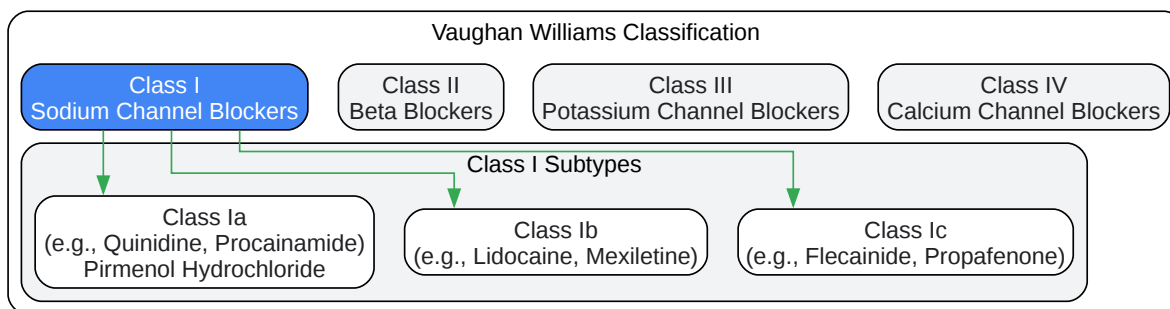 Vaughan Williams Classification
Class I
Sodium Channel Blockers
Class II
Beta Blockers
Class III
Potassium Channel Blockers
Class IV
Calcium Channel Blockers
Class I Subtypes
Class Ia
(e.g., Quinidine, Procainamide)
Pirmenol Hydrochloride
Class Ib
(e.g., Lidocaine, Mexiletine)
Class Ic
(e.g., Flecainide, Propafenone)